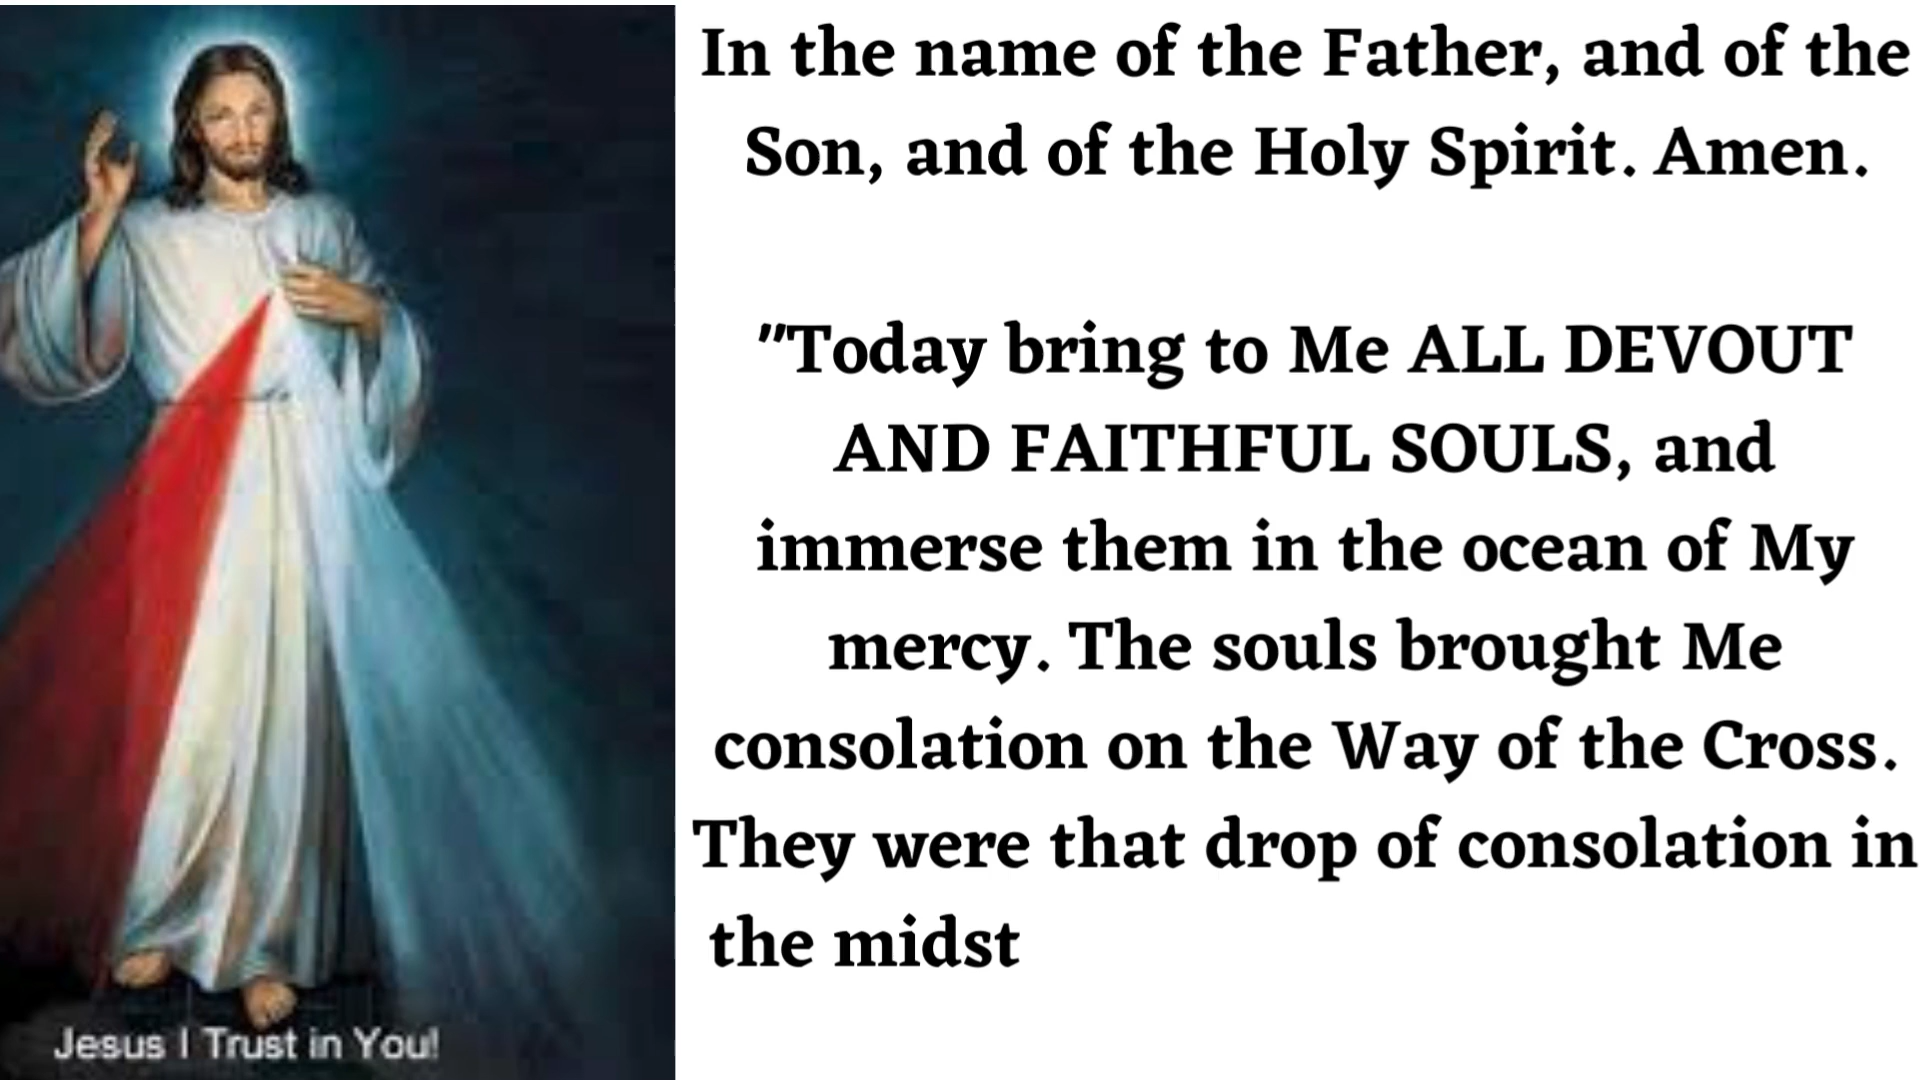 In the name of the Father, and of the
Son, and of the Holy Spirit. Amen.
"Today bring to Me ALL DEVOUT
AND FAITHFUL SOULS, and
immerse them in the ocean of My
mercy. The souls brought Me
consolation on the Way of the Cross.
They were that drop of consolation in
the midst
Jesus I Trust in You!